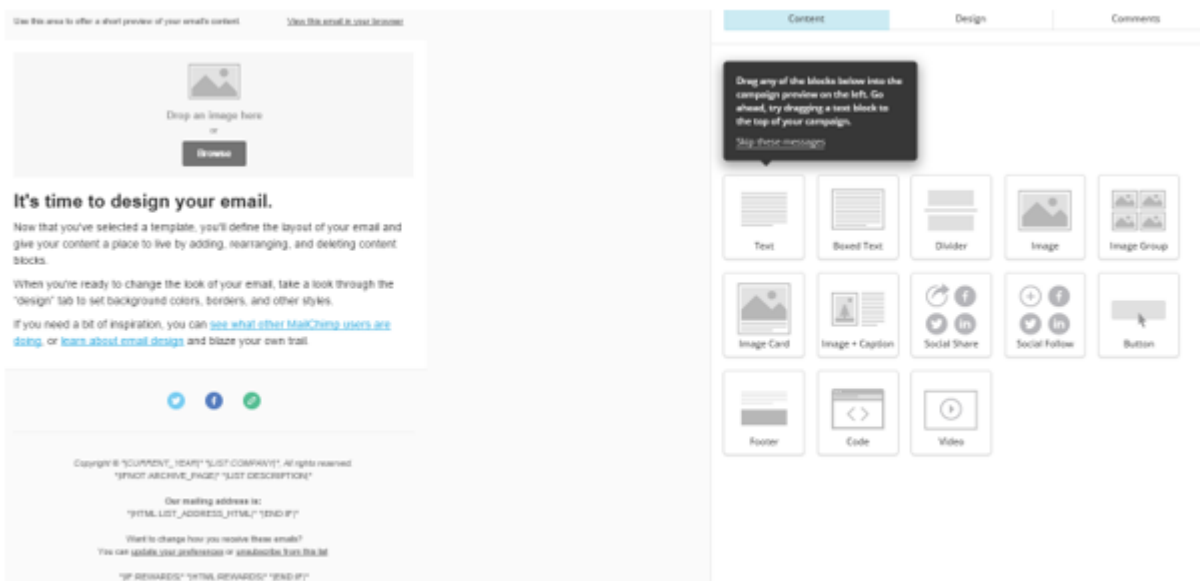 Use this area to offer a short preview of your email's content.
View this email in your browser
Drop an image here
or
Browse
It's time to design your email.
Now that you've selected a template, you'll define the layout of your email and
give your content a place to live by adding, rearranging, and deleting content
blocks.
When you're ready to change the look of your email, take a look through the
"design" tab to set background colors, borders, and other styles.
If you need a bit of inspiration, you can see what other MailChimp users are
doing, or learn about email design and blaze your own trail.
Copyright © *|CURRENT_YEAR|* *|LIST:COMPANY|*, All rights reserved.
*|IFNOT:ARCHIVE_PAGE|* *|LIST:DESCRIPTION|*
Our mailing address is:
*|HTML:LIST_ADDRESS_HTML|* *|END:IF|*
Want to change how you receive these emails?
You can update your preferences or unsubscribe from this list
*|IF:REWARDS|* *|HTML:REWARDS|* *|END:IF|*
Content
Design
Comments
Drag any of the blocks below into the
campaign preview on the left. Go
ahead, try dragging a text block to
the top of your campaign.
Skip these messages
Text
Boxed Text
Divider
Image
Image Group
Image Card
Image + Caption
Social Share
Social Follow
Button
Footer
Code
Video